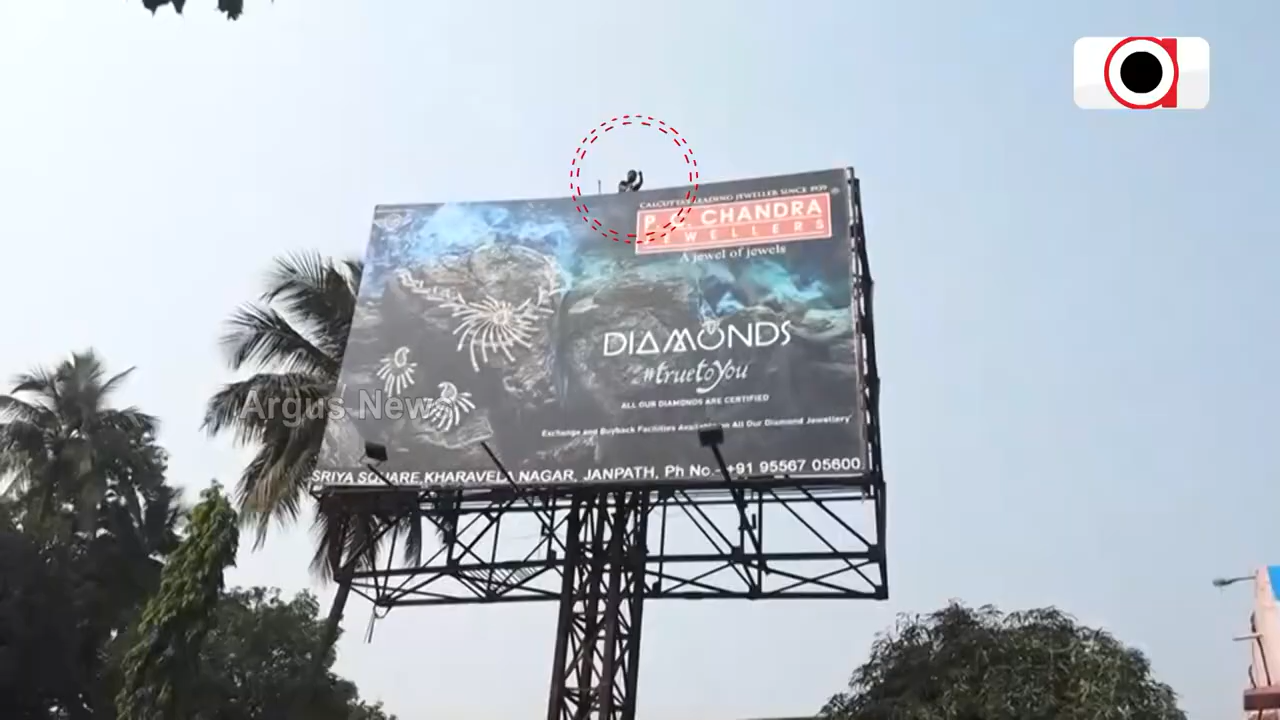 CALCUTTA'S LEADING JEWELLER SINCE 1939
P. C. CHANDRA
JEWELLERS
A jewel of jewels
DIAMONDS
#truetoyou
ALL OUR DIAMONDS ARE CERTIFIED
Exchange and Buyback Facilities Available on All Our Diamond Jewellery*
SRIYA SQUARE, KHARAVELA NAGAR, JANPATH, Ph No.- +91 95567 05600
Argus News